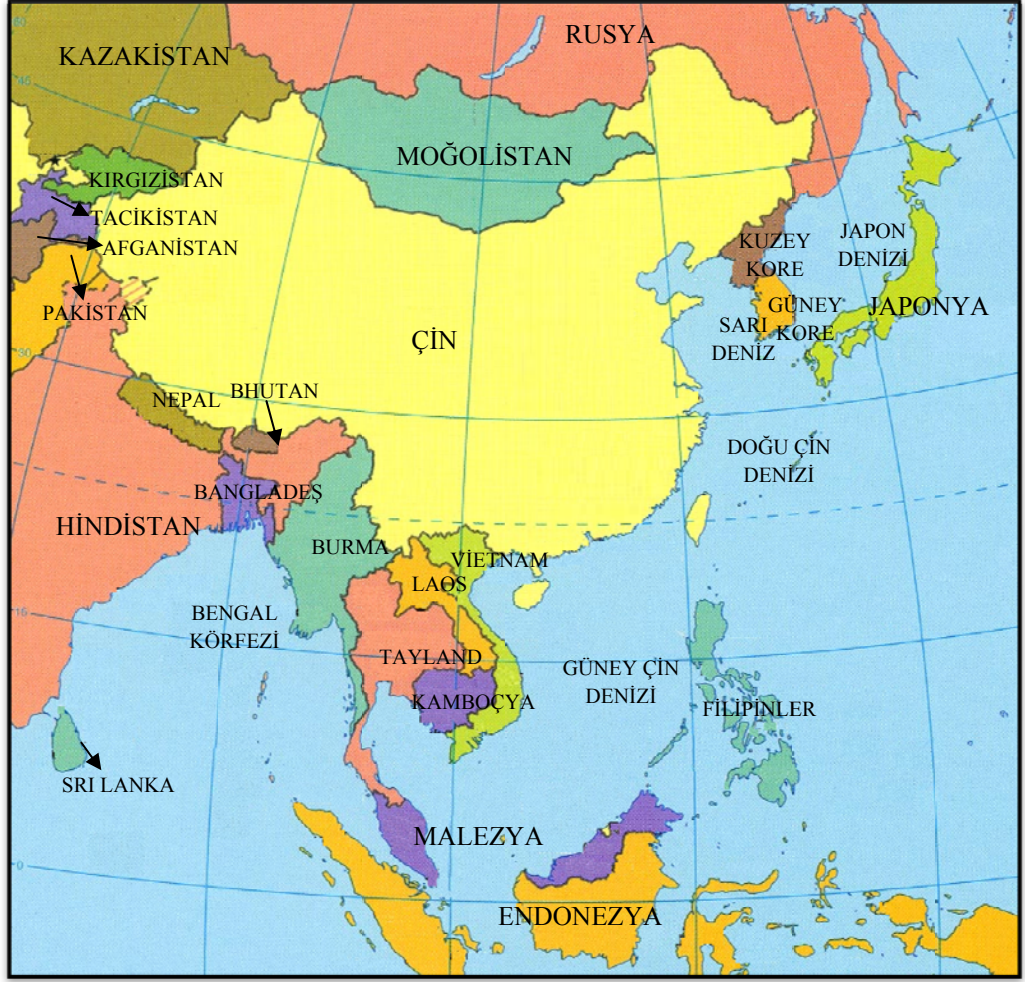 RUSYA
KAZAKİSTAN
MOĞOLİSTAN
KIRGIZİSTAN
TACİKİSTAN
AFGANİSTAN
PAKİSTAN
KUZEY
KORE
JAPON
DENİZİ
GÜNEY
KORE
JAPONYA
SARI
DENİZ
ÇİN
NEPAL
BHUTAN
DOĞU ÇİN
DENİZİ
BANGLADEŞ
HİNDİSTAN
BURMA
VİETNAM
LAOS
BENGAL
KÖRFEZİ
TAYLAND
GÜNEY ÇİN
DENİZİ
KAMBOÇYA
FİLİPİNLER
SRI LANKA
MALEZYA
ENDONEZYA
30
0